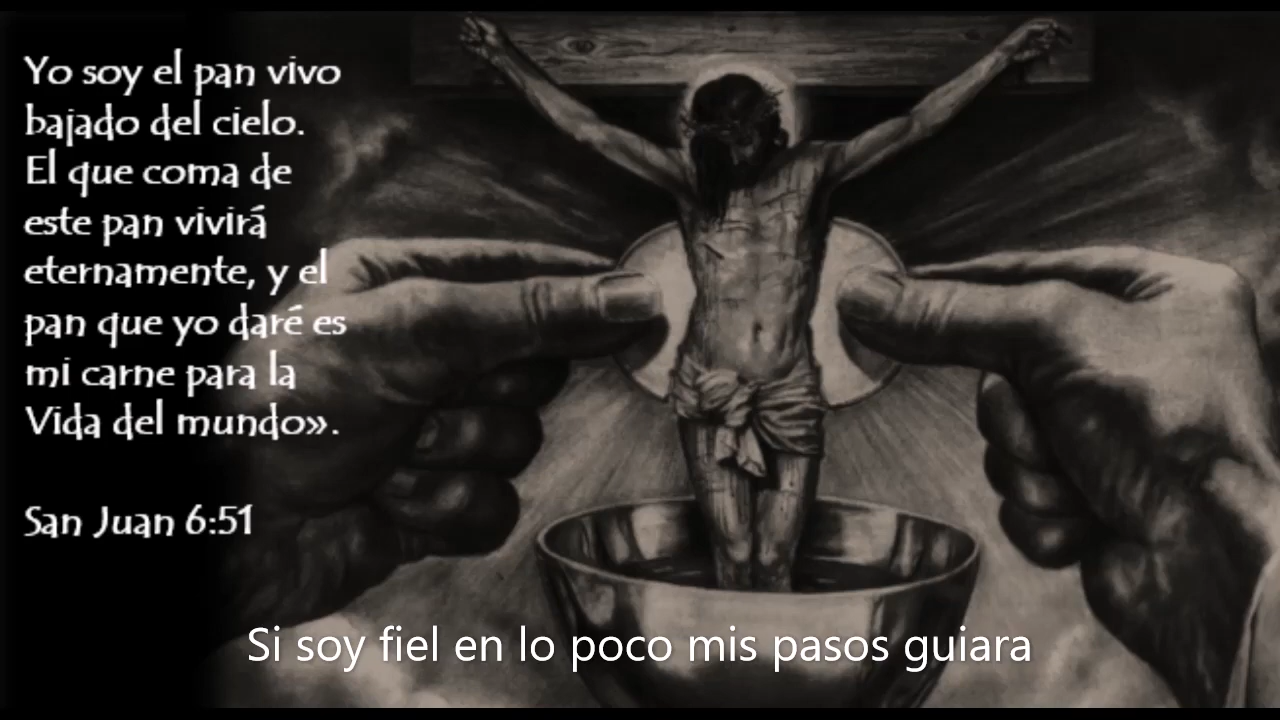 Yo soy el pan vivo
bajado del cielo.
El que coma de
este pan vivirá
eternamente, y el
pan que yo daré es
mi carne para la
Vida del mundo».
San Juan 6:51
Si soy fiel en lo poco mis pasos guiara